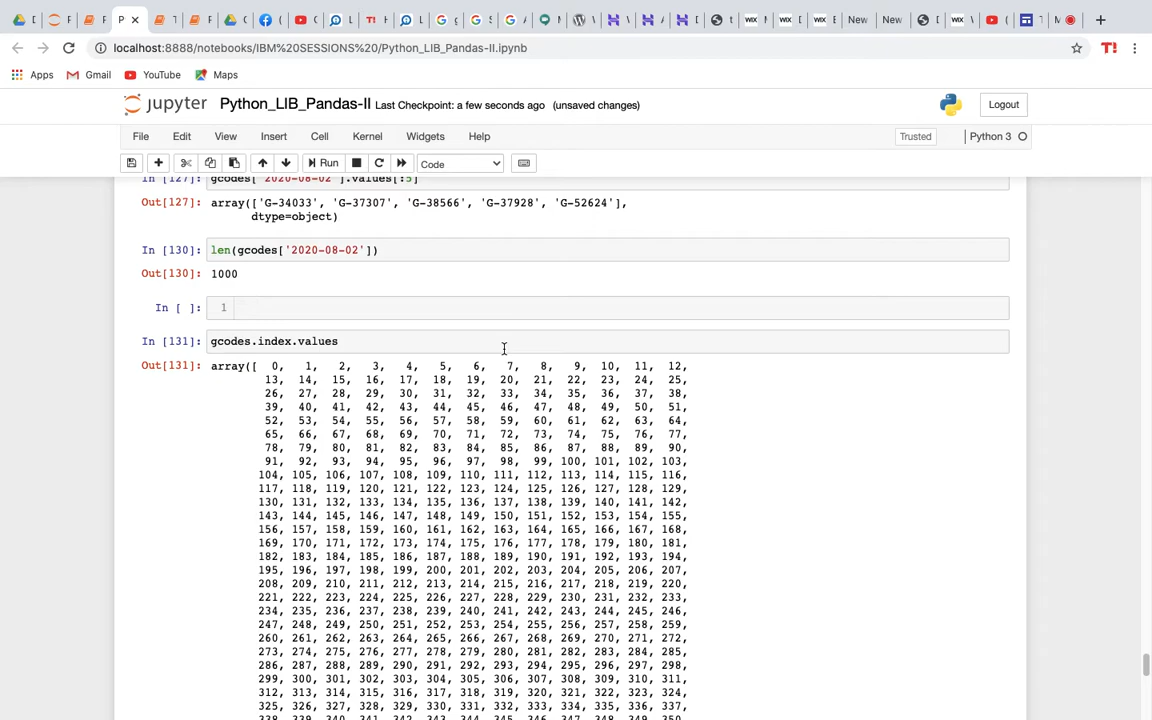 localhost:8888/notebooks/IBM%20SESSIONS%20/Python_LIB_Pandas-II.ipynb
Apps Gmail YouTube Maps
jupyter Python_LIB_Pandas-II Last Checkpoint: a few seconds ago (unsaved changes) Logout
File Edit View Insert Cell Kernel Widgets Help Trusted Python 3
Run Code
In [127]: gcodes['2020-08-02'].values[:5]
Out[127]: array(['G-34033', 'G-37307', 'G-38566', 'G-37928', 'G-52624'],
dtype=object)
In [130]: len(gcodes['2020-08-02'])
Out[130]: 1000
In [ ]: 1
In [131]: gcodes.index.values
Out[131]: array([ 0, 1, 2, 3, 4, 5, 6, 7, 8, 9, 10, 11, 12,
13, 14, 15, 16, 17, 18, 19, 20, 21, 22, 23, 24, 25,
26, 27, 28, 29, 30, 31, 32, 33, 34, 35, 36, 37, 38,
39, 40, 41, 42, 43, 44, 45, 46, 47, 48, 49, 50, 51,
52, 53, 54, 55, 56, 57, 58, 59, 60, 61, 62, 63, 64,
65, 66, 67, 68, 69, 70, 71, 72, 73, 74, 75, 76, 77,
78, 79, 80, 81, 82, 83, 84, 85, 86, 87, 88, 89, 90,
91, 92, 93, 94, 95, 96, 97, 98, 99, 100, 101, 102, 103,
104, 105, 106, 107, 108, 109, 110, 111, 112, 113, 114, 115, 116,
117, 118, 119, 120, 121, 122, 123, 124, 125, 126, 127, 128, 129,
130, 131, 132, 133, 134, 135, 136, 137, 138, 139, 140, 141, 142,
143, 144, 145, 146, 147, 148, 149, 150, 151, 152, 153, 154, 155,
156, 157, 158, 159, 160, 161, 162, 163, 164, 165, 166, 167, 168,
169, 170, 171, 172, 173, 174, 175, 176, 177, 178, 179, 180, 181,
182, 183, 184, 185, 186, 187, 188, 189, 190, 191, 192, 193, 194,
195, 196, 197, 198, 199, 200, 201, 202, 203, 204, 205, 206, 207,
208, 209, 210, 211, 212, 213, 214, 215, 216, 217, 218, 219, 220,
221, 222, 223, 224, 225, 226, 227, 228, 229, 230, 231, 232, 233,
234, 235, 236, 237, 238, 239, 240, 241, 242, 243, 244, 245, 246,
247, 248, 249, 250, 251, 252, 253, 254, 255, 256, 257, 258, 259,
260, 261, 262, 263, 264, 265, 266, 267, 268, 269, 270, 271, 272,
273, 274, 275, 276, 277, 278, 279, 280, 281, 282, 283, 284, 285,
286, 287, 288, 289, 290, 291, 292, 293, 294, 295, 296, 297, 298,
299, 300, 301, 302, 303, 304, 305, 306, 307, 308, 309, 310, 311,
312, 313, 314, 315, 316, 317, 318, 319, 320, 321, 322, 323, 324,
325, 326, 327, 328, 329, 330, 331, 332, 333, 334, 335, 336, 337,
338, 339, 340, 341, 342, 343, 344, 345, 346, 347, 348, 349, 350,